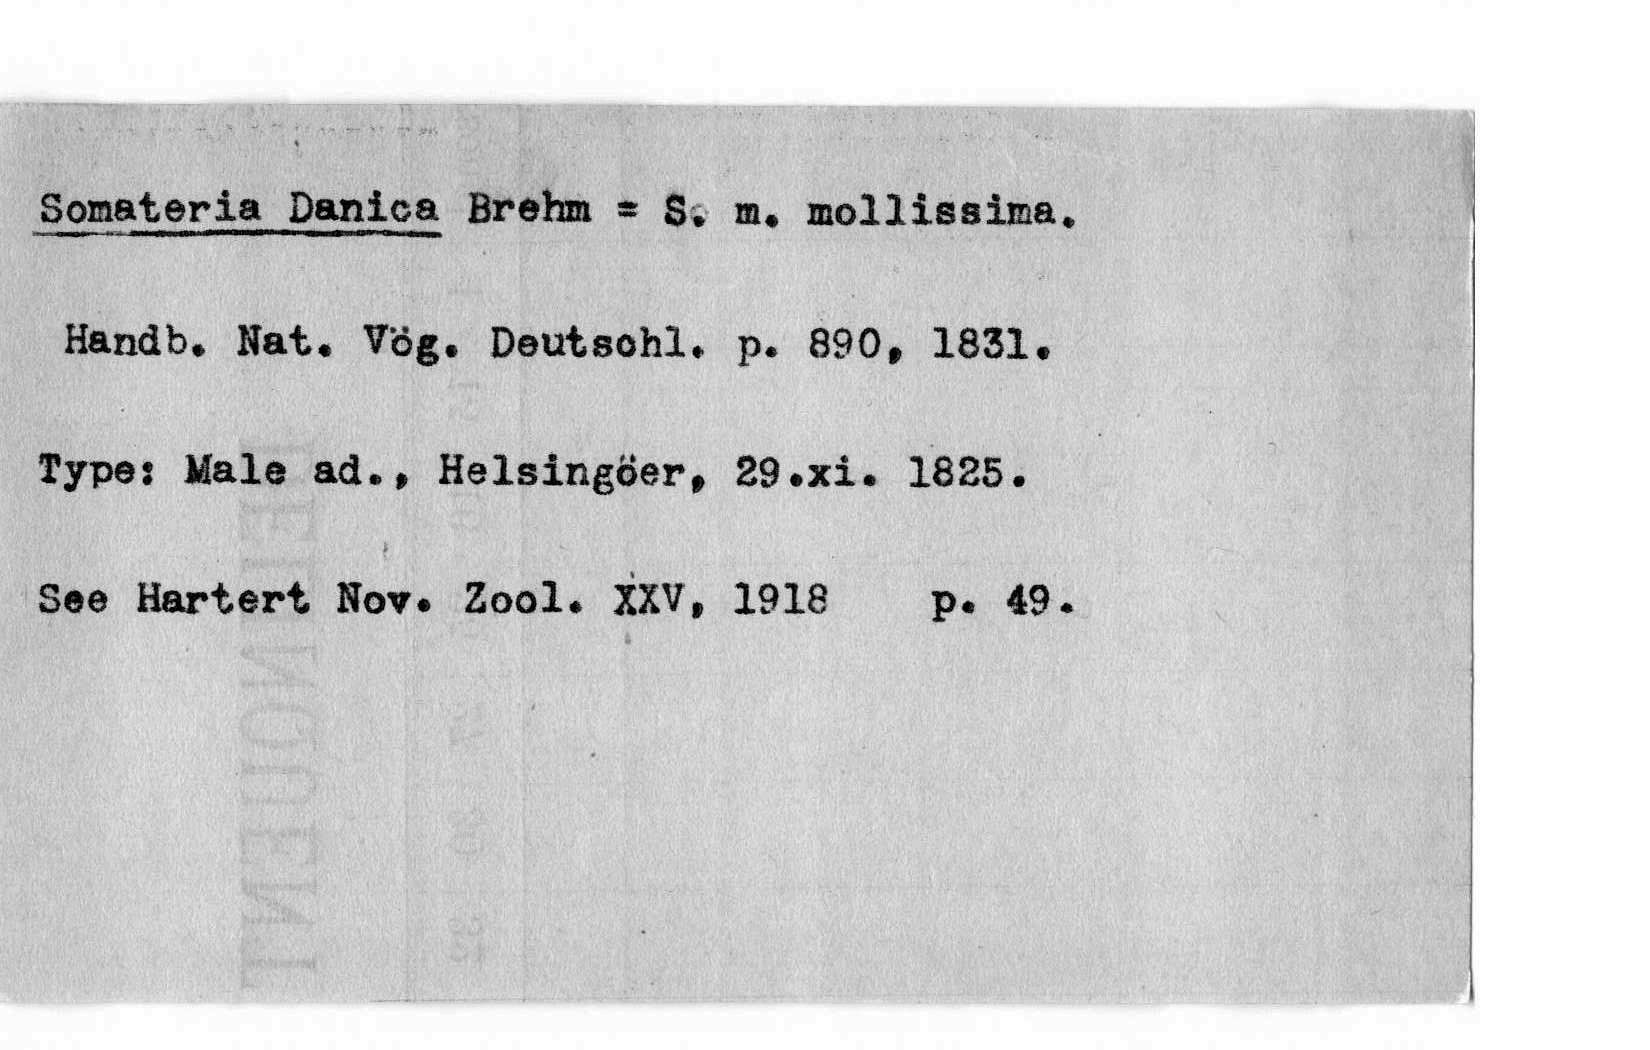 Somateria Danica Brehm = S. m. mollissima.
Handb. Nat. Vög. Deutschl. p. 890, 1831.
Type: Male ad., Helsingöer, 29.xi. 1825.
See Hartert Nov. Zool. XXV, 1918 p. 49.